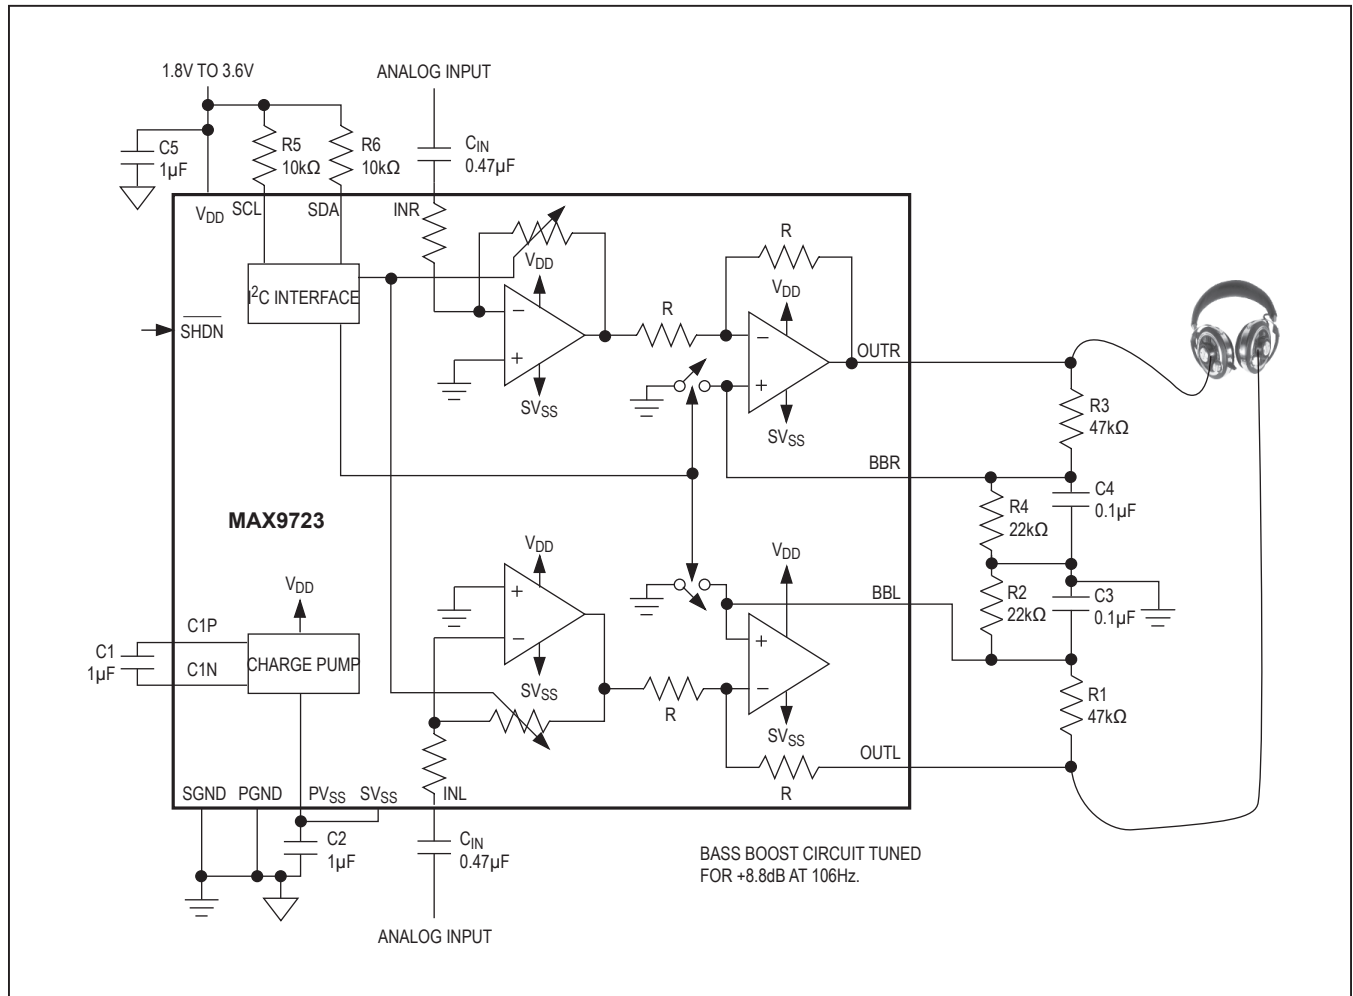 1.8V TO 3.6V
ANALOG INPUT
C5
1µF
R5
10kΩ
R6
10kΩ
CIN
0.47µF
VDD
SCL
SDA
INR
I²C INTERFACE
SHDN
VDD
−
+
SVSS
R
R
VDD
−
+
SVSS
OUTR
R3
47kΩ
BBR
C4
0.1µF
R4
22kΩ
MAX9723
VDD
+
−
SVSS
VDD
+
−
SVSS
BBL
R2
22kΩ
C3
0.1µF
VDD
C1P
C1
1µF
C1N
CHARGE PUMP
R
R1
47kΩ
OUTL
R
SGND
PGND
PVSS
SVSS
INL
C2
1µF
CIN
0.47µF
BASS BOOST CIRCUIT TUNED
FOR +8.8dB AT 106Hz.
ANALOG INPUT